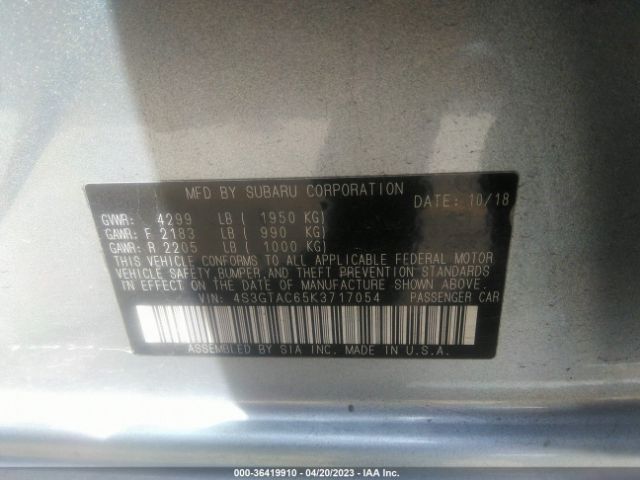 MFD BY SUBARU CORPORATION
DATE: 10/18
GVWR: 4299 LB ( 1950 KG)
GAWR: F 2183 LB ( 990 KG)
GAWR: R 2205 LB ( 1000 KG)
THIS VEHICLE CONFORMS TO ALL APPLICABLE FEDERAL MOTOR
VEHICLE SAFETY, BUMPER, AND THEFT PREVENTION STANDARDS
IN EFFECT ON THE DATE OF MANUFACTURE SHOWN ABOVE.
VIN: 4S3GTAC65K3717054 PASSENGER CAR
ASSEMBLED BY SIA INC. MADE IN U.S.A.
000-36419910 - 04/20/2023 - IAA Inc.